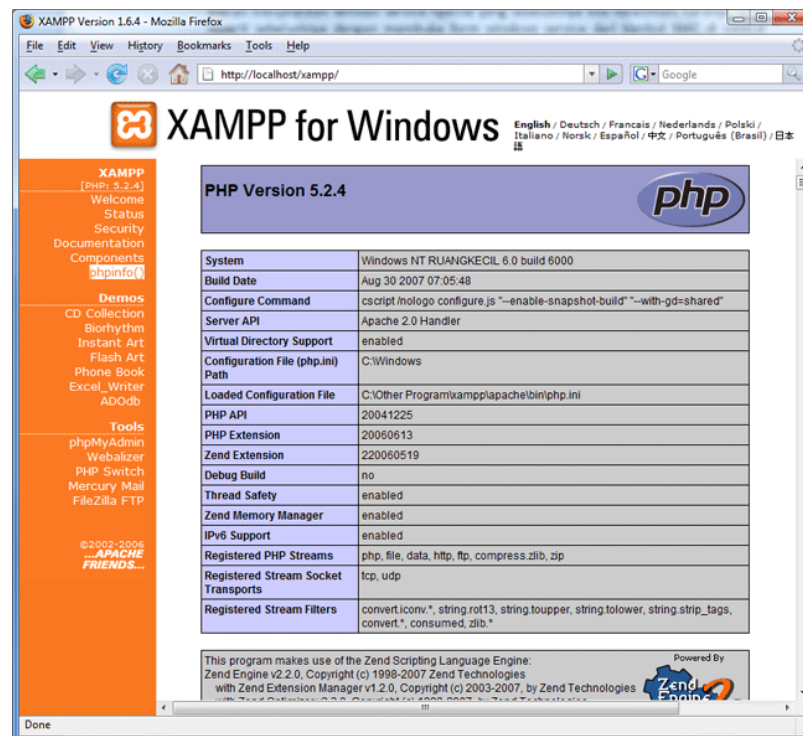 XAMPP Version 1.6.4 - Mozilla Firefox
File Edit View History Bookmarks Tools Help
http://localhost/xampp/
G Google
XAMPP for Windows
English / Deutsch / Francais / Nederlands / Polski /
Italiano / Norsk / Español / 中文 / Português (Brasil) / 日本
語
XAMPP
[PHP: 5.2.4]
Welcome
Status
Security
Documentation
Components
phpinfo()
Demos
CD Collection
Biorhythm
Instant Art
Flash Art
Phone Book
Excel_Writer
ADOdb
Tools
phpMyAdmin
Webalizer
PHP Switch
Mercury Mail
FileZilla FTP
©2002-2006
...APACHE
FRIENDS...
PHP Version 5.2.4
php
System Windows NT RUANGKECIL 6.0 build 6000
Build Date Aug 30 2007 07:05:48
Configure Command cscript /nologo configure.js "--enable-snapshot-build" "--with-gd=shared"
Server API Apache 2.0 Handler
Virtual Directory Support enabled
Configuration File (php.ini) C:\Windows
Path
Loaded Configuration File C:\Other Program\xampp\apache\bin\php.ini
PHP API 20041225
PHP Extension 20060613
Zend Extension 220060519
Debug Build no
Thread Safety enabled
Zend Memory Manager enabled
IPv6 Support enabled
Registered PHP Streams php, file, data, http, ftp, compress.zlib, zip
Registered Stream Socket tcp, udp
Transports
Registered Stream Filters convert.iconv.*, string.rot13, string.toupper, string.tolower, string.strip_tags,
convert.*, consumed, zlib.*
This program makes use of the Zend Scripting Language Engine:
Zend Engine v2.2.0, Copyright (c) 1998-2007 Zend Technologies
with Zend Extension Manager v1.2.0, Copyright (c) 2003-2007, by Zend Technologies
Powered By
Zend
Engine
Done